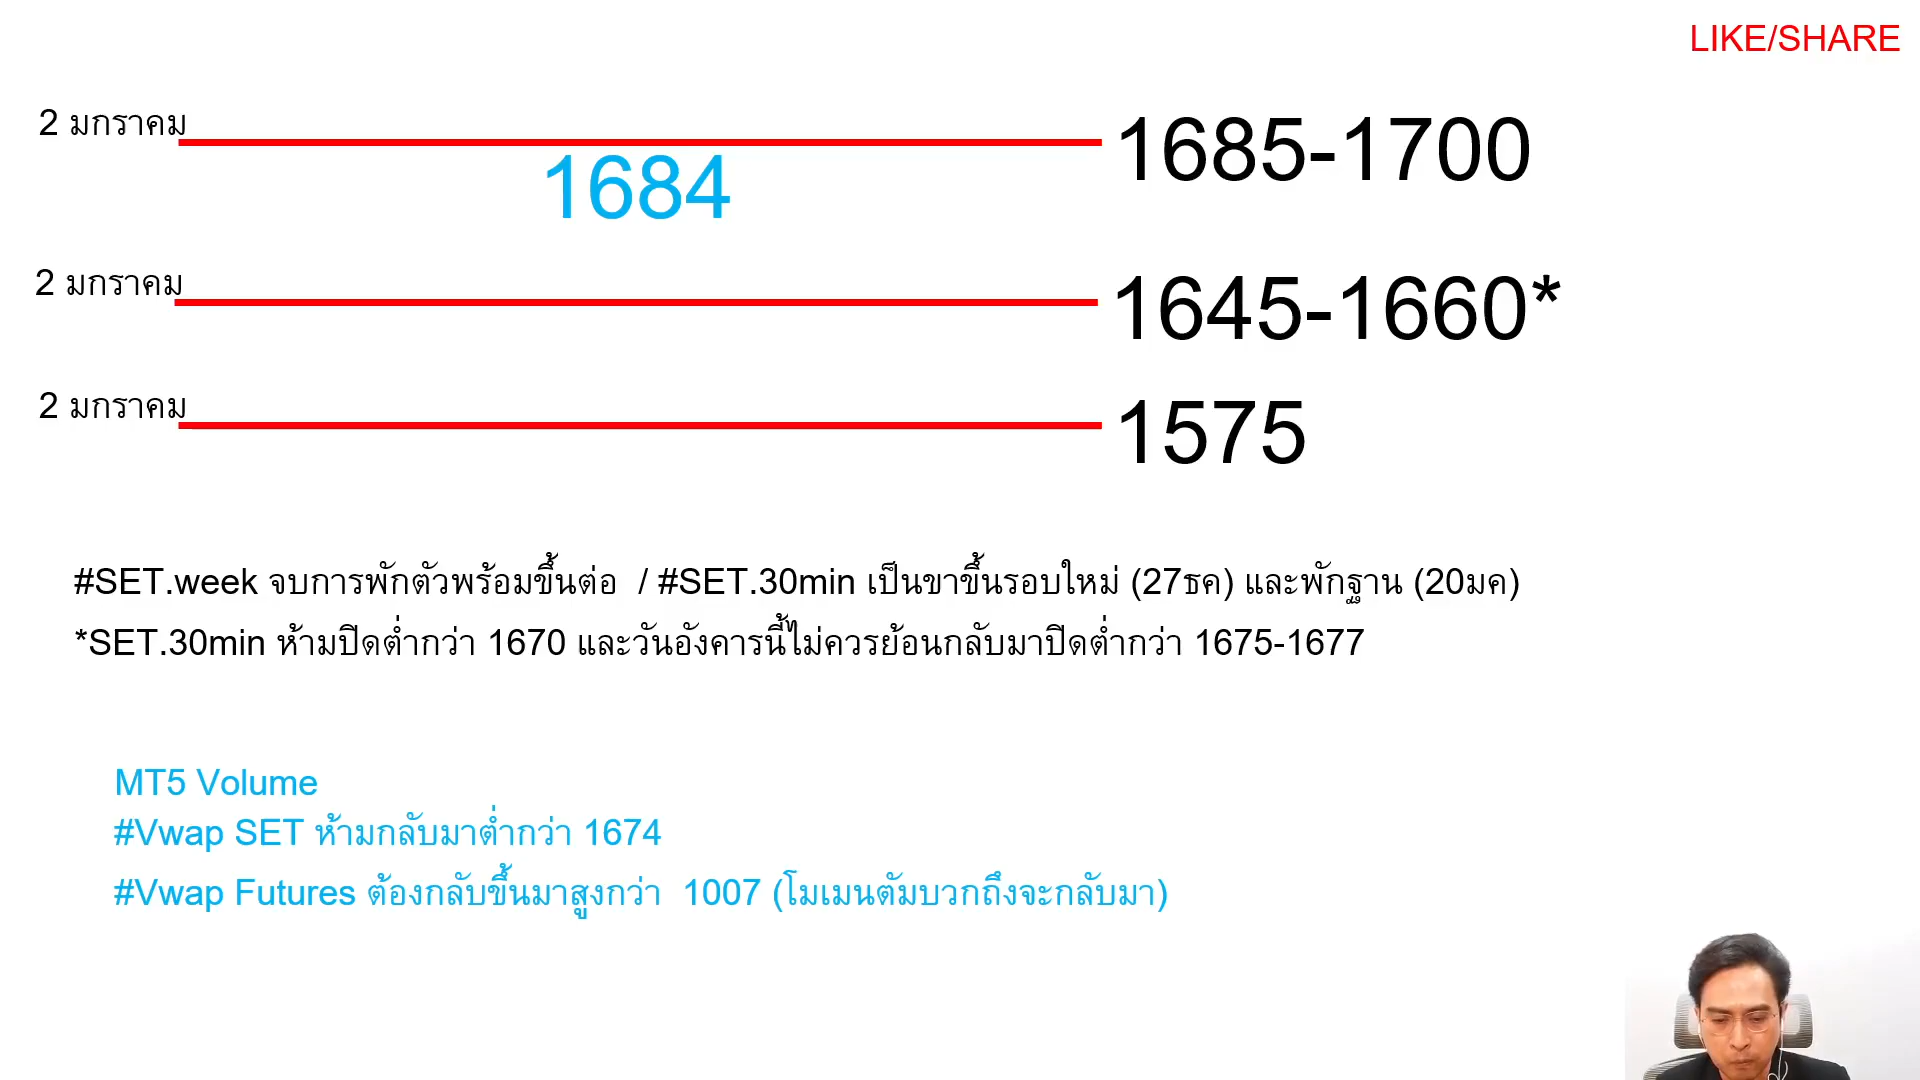 LIKE/SHARE
2 มกราคม 1685-1700
1684
2 มกราคม 1645-1660*
2 มกราคม 1575
#SET.week จบการพักตัวพร้อมขึ้นต่อ / #SET.30min เป็นขาขึ้นรอบใหม่ (27ธค) และพักฐาน (20มค)
*SET.30min ห้ามปิดต่ำกว่า 1670 และวันอังคารนี้ไม่ควรย้อนกลับมาปิดต่ำกว่า 1675-1677
MT5 Volume
#Vwap SET ห้ามกลับมาต่ำกว่า 1674
#Vwap Futures ต้องกลับขึ้นมาสูงกว่า 1007 (โมเมนตัมบวกถึงจะกลับมา)